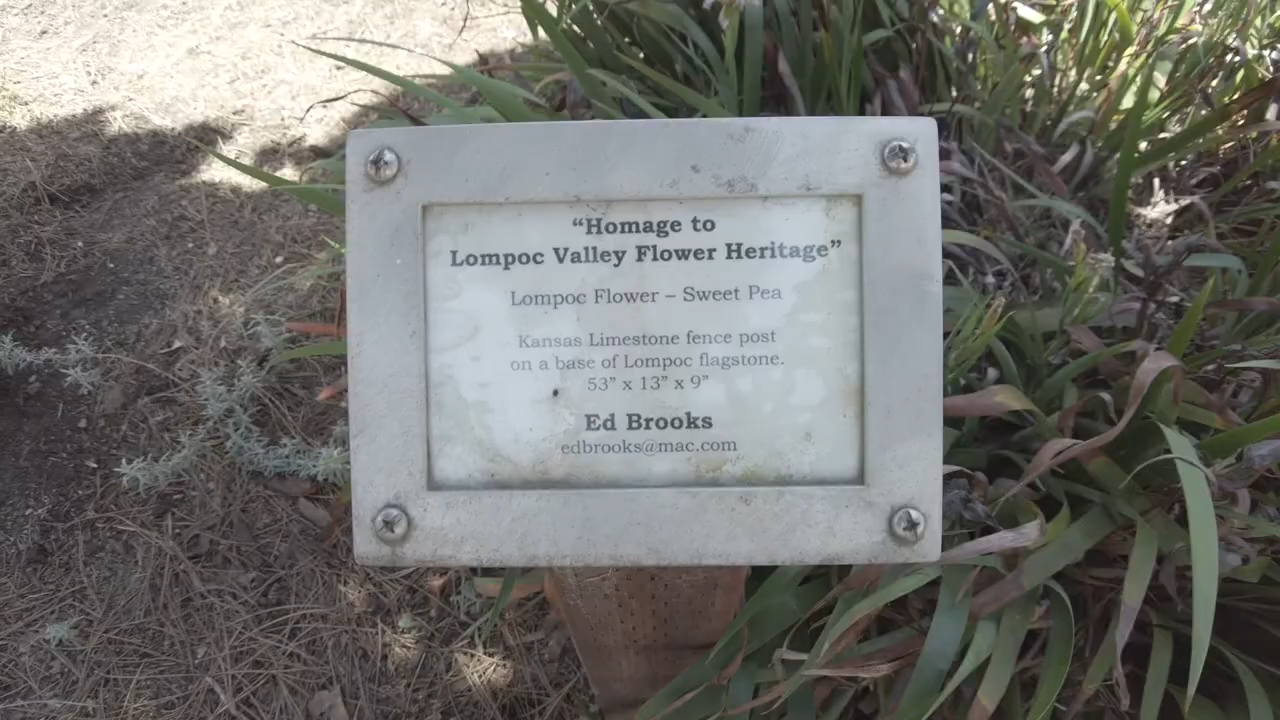 “Homage to
Lompoc Valley Flower Heritage”
Lompoc Flower – Sweet Pea
Kansas Limestone fence post
on a base of Lompoc flagstone.
53” x 13” x 9”
Ed Brooks
edbrooks@mac.com